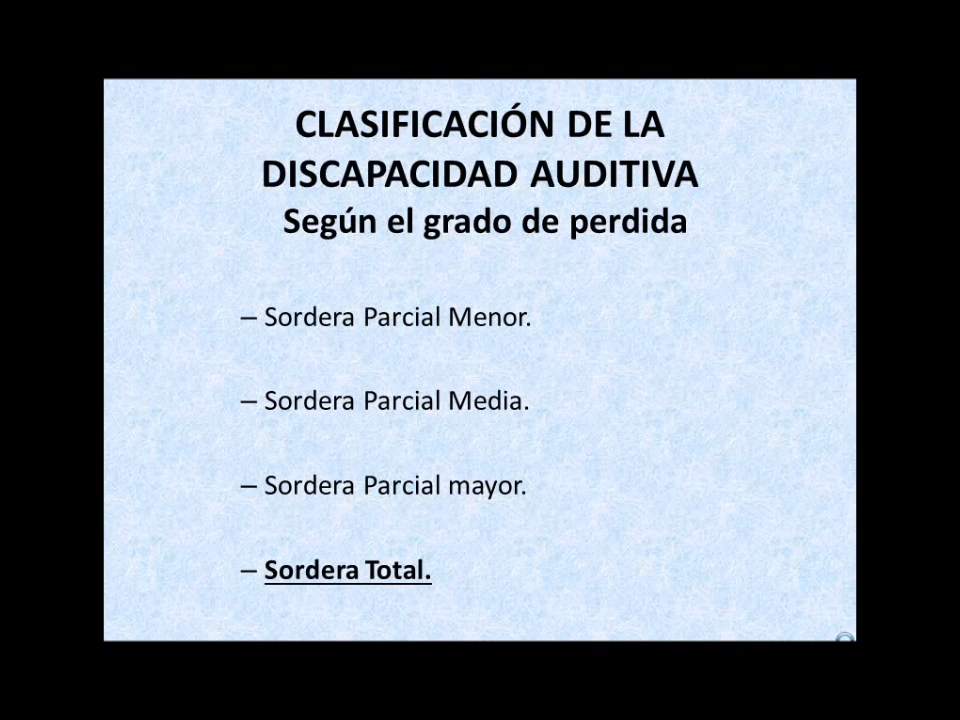 CLASIFICACIÓN DE LA
DISCAPACIDAD AUDITIVA
Según el grado de perdida
– Sordera Parcial Menor.
– Sordera Parcial Media.
– Sordera Parcial mayor.
– Sordera Total.